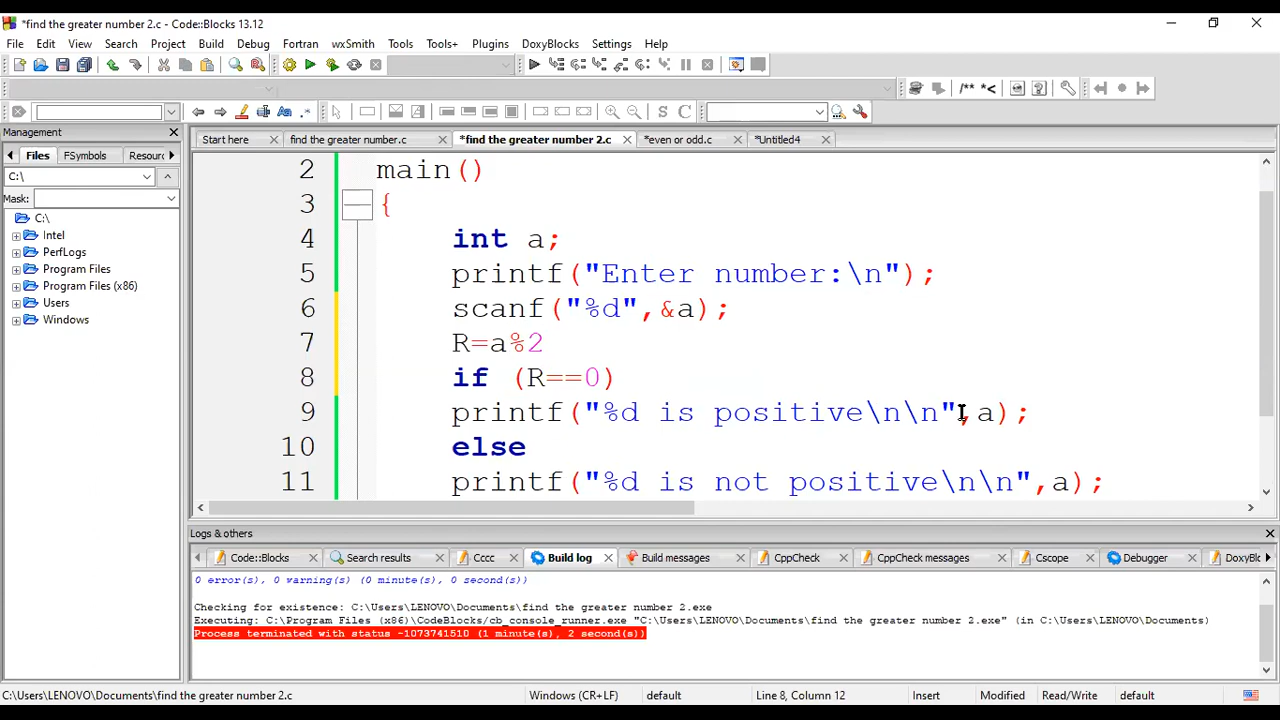 *find the greater number 2.c - Code::Blocks 13.12
File Edit View Search Project Build Debug Fortran wxSmith Tools Tools+ Plugins DoxyBlocks Settings Help
/** *<
Aa .* S C
Management
Start here find the greater number.c *find the greater number 2.c *even or odd.c *Untitled4
Files FSymbols Resourc
C:\
Mask:
C:\
Intel
PerfLogs
Program Files
Program Files (x86)
Users
Windows
2 main()
3 {
4 int a;
5 printf("Enter number:\n");
6 scanf("%d",&a);
7 R=a%2
8 if (R==0)
9 printf("%d is positive\n\n",a);
10 else
11 printf("%d is not positive\n\n",a);
Logs & others
Code::Blocks Search results Cccc Build log Build messages CppCheck CppCheck messages Cscope Debugger DoxyBl
0 error(s), 0 warning(s) (0 minute(s), 0 second(s))
Checking for existence: C:\Users\LENOVO\Documents\find the greater number 2.exe
Executing: C:\Program Files (x86)\CodeBlocks/cb_console_runner.exe "C:\Users\LENOVO\Documents\find the greater number 2.exe" (in C:\Users\LENOVO\Documents)
Process terminated with status -1073741510 (1 minute(s), 2 second(s))
C:\Users\LENOVO\Documents\find the greater number 2.c Windows (CR+LF) default Line 8, Column 12 Insert Modified Read/Write default